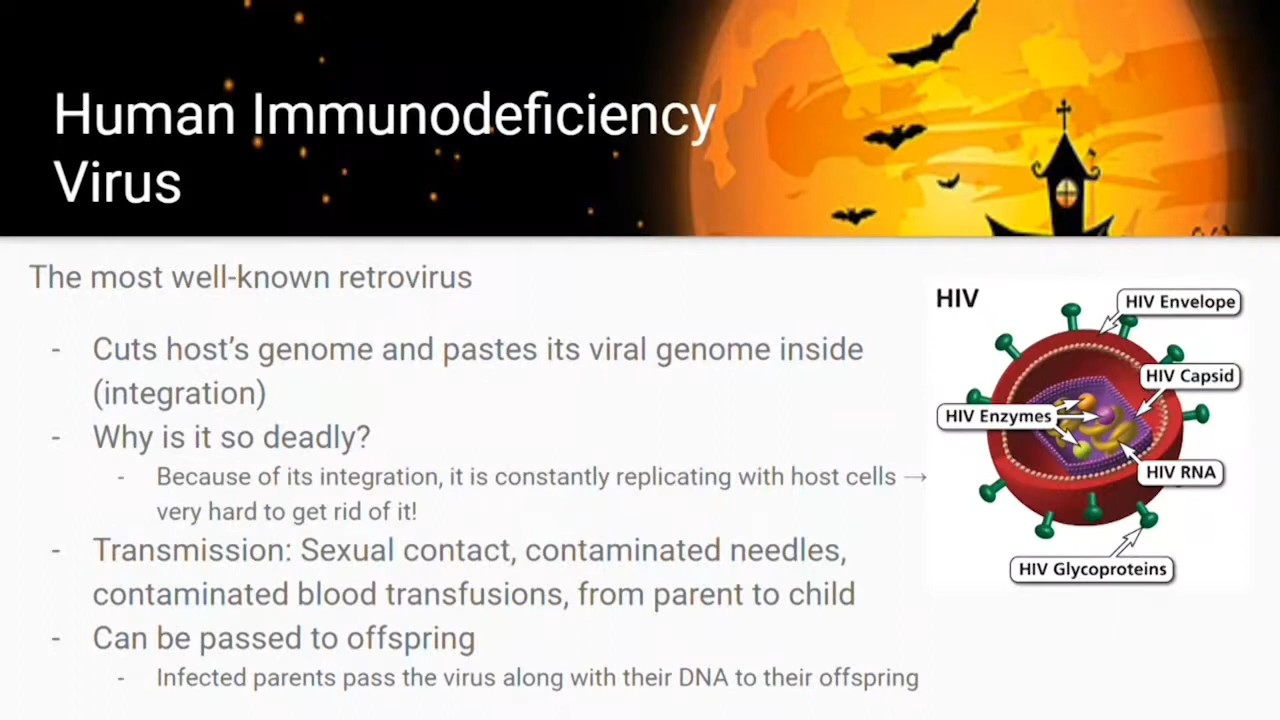 Human Immunodeficiency
Virus
The most well-known retrovirus
- Cuts host's genome and pastes its viral genome inside
(integration)
- Why is it so deadly?
- Because of its integration, it is constantly replicating with host cells →
very hard to get rid of it!
- Transmission: Sexual contact, contaminated needles,
contaminated blood transfusions, from parent to child
- Can be passed to offspring
- Infected parents pass the virus along with their DNA to their offspring
HIV
HIV Envelope
HIV Capsid
HIV Enzymes
HIV RNA
HIV Glycoproteins